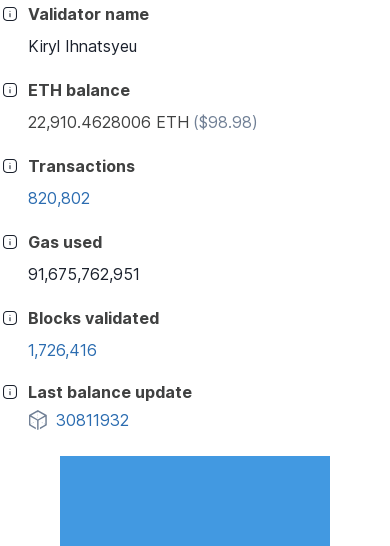 Validator name
Kiryl Ihnatsyeu
ETH balance
22,910.4628006 ETH ($98.98)
Transactions
820,802
Gas used
91,675,762,951
Blocks validated
1,726,416
Last balance update
30811932